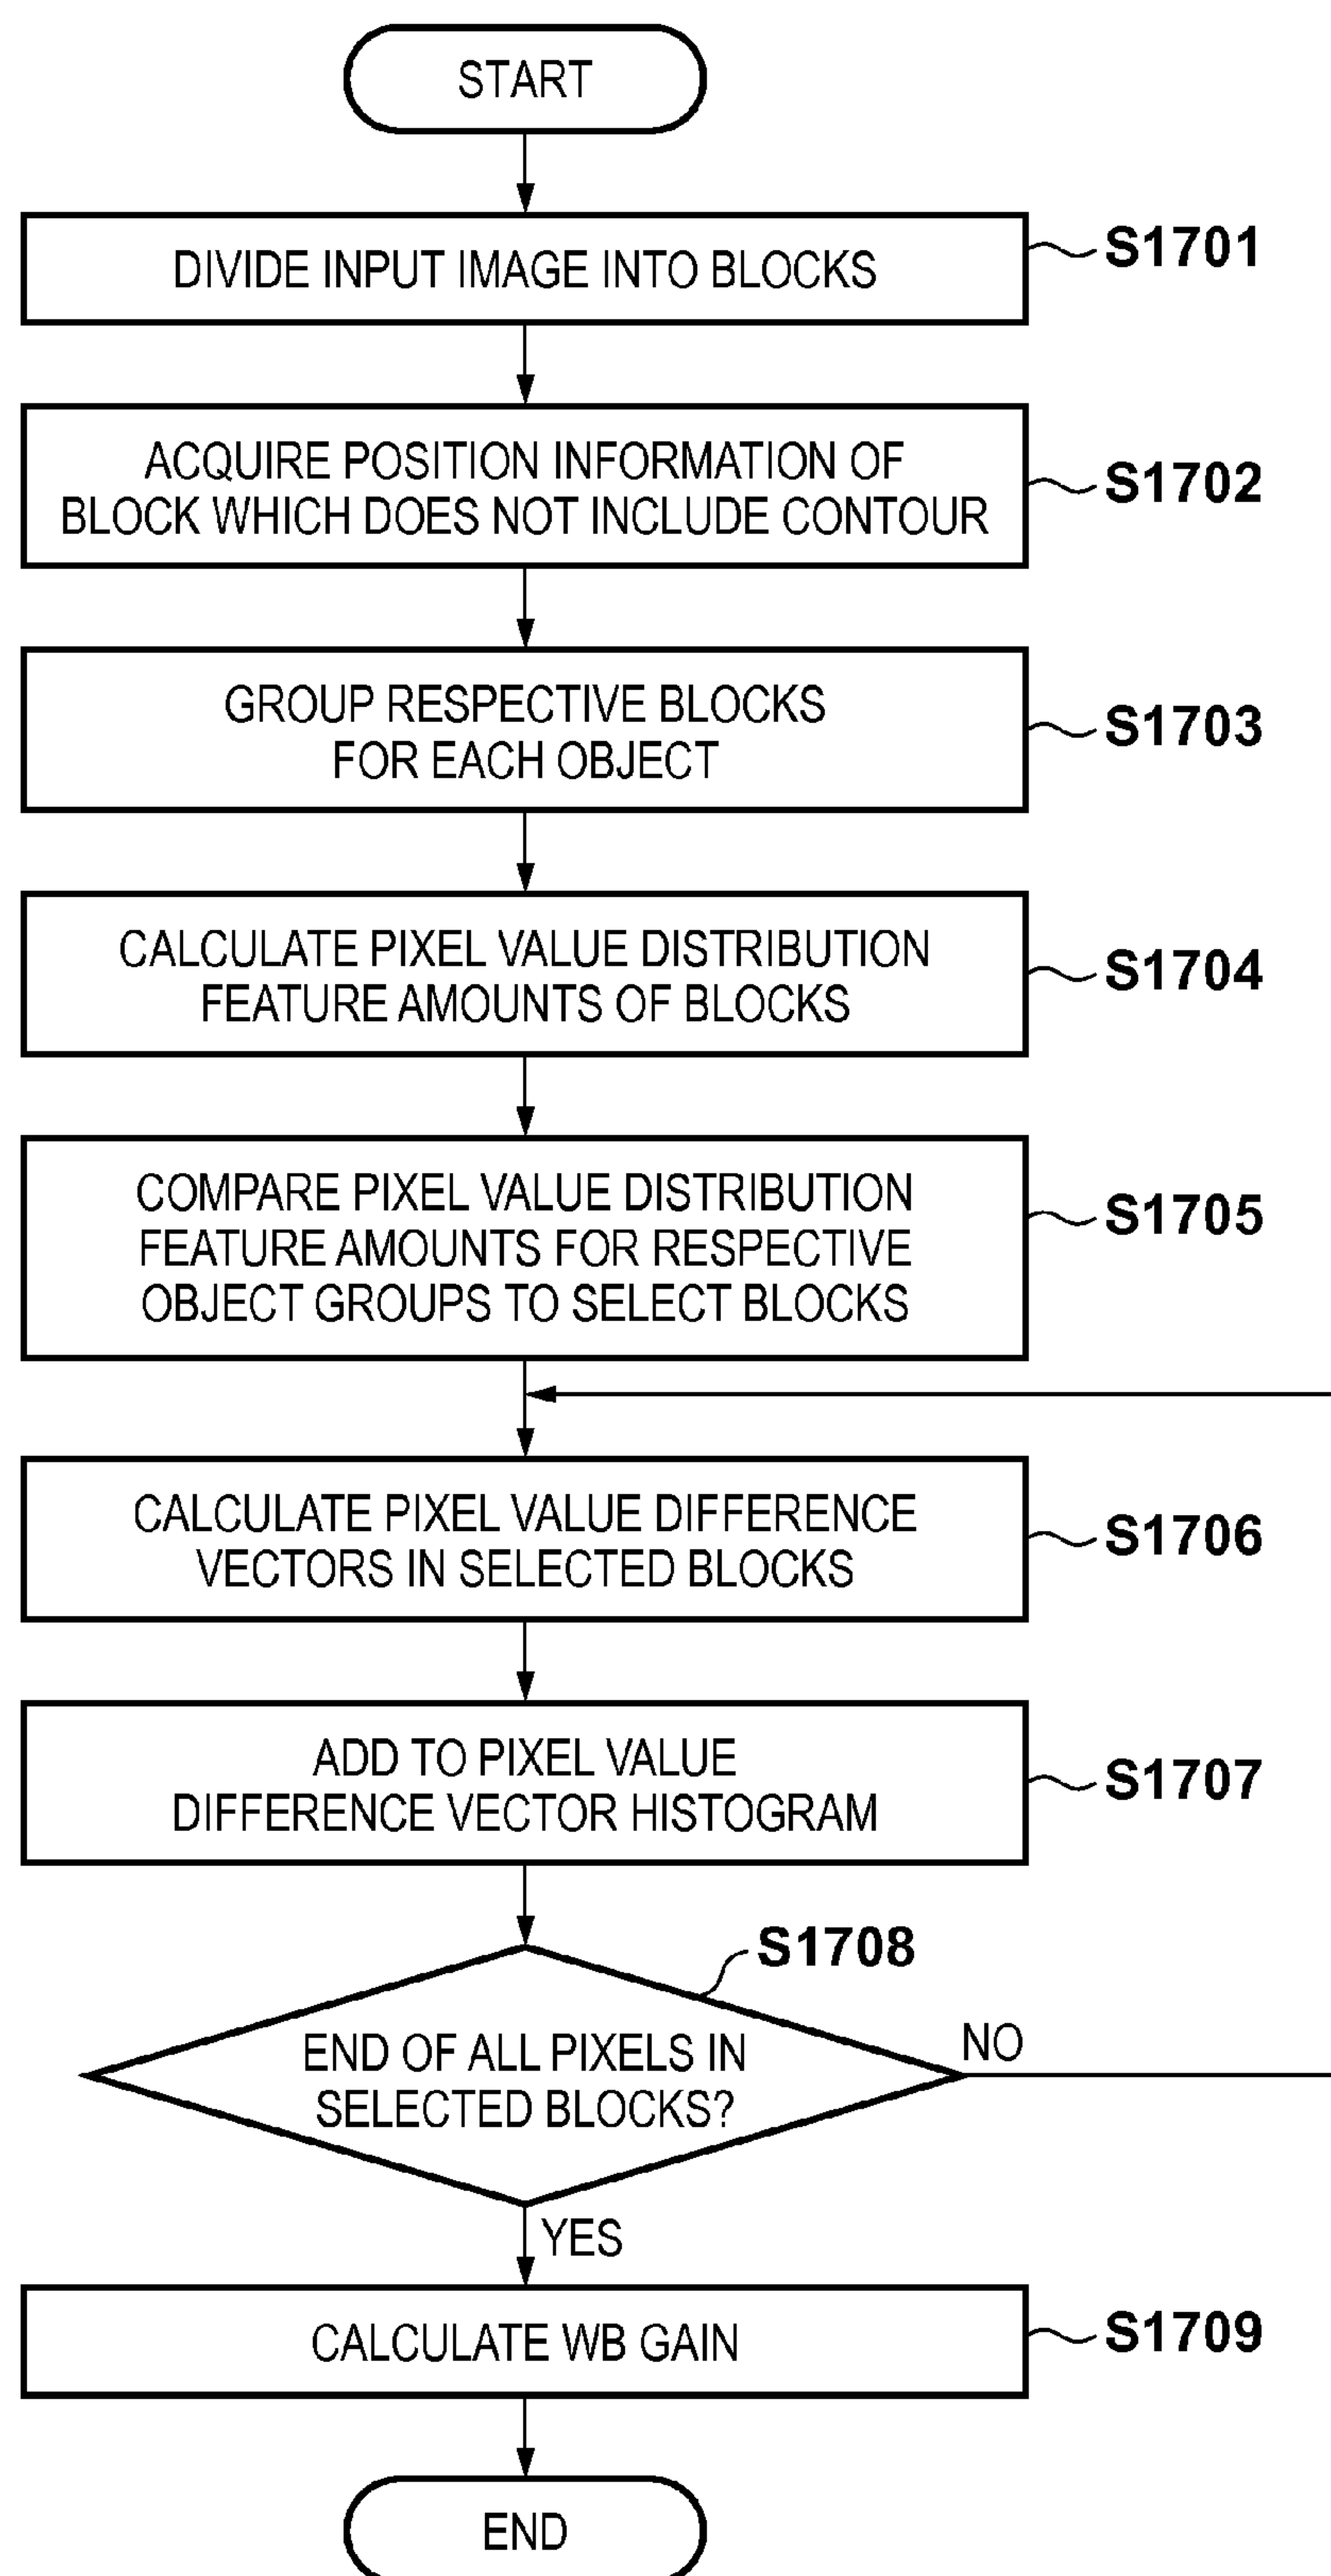 START
DIVIDE INPUT IMAGE INTO BLOCKS
S1701
ACQUIRE POSITION INFORMATION OF
BLOCK WHICH DOES NOT INCLUDE CONTOUR
S1702
GROUP RESPECTIVE BLOCKS
FOR EACH OBJECT
S1703
CALCULATE PIXEL VALUE DISTRIBUTION
FEATURE AMOUNTS OF BLOCKS
S1704
COMPARE PIXEL VALUE DISTRIBUTION
FEATURE AMOUNTS FOR RESPECTIVE
OBJECT GROUPS TO SELECT BLOCKS
S1705
CALCULATE PIXEL VALUE DIFFERENCE
VECTORS IN SELECTED BLOCKS
S1706
ADD TO PIXEL VALUE
DIFFERENCE VECTOR HISTOGRAM
S1707
S1708
END OF ALL PIXELS IN
SELECTED BLOCKS?
NO
YES
CALCULATE WB GAIN
S1709
END